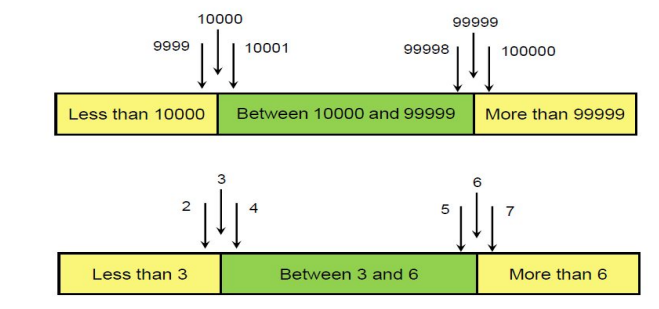 10000
99999
9999
10001
99998
100000
Less than 10000
Between 10000 and 99999
More than 99999
3
6
2
4
5
7
Less than 3
Between 3 and 6
More than 6